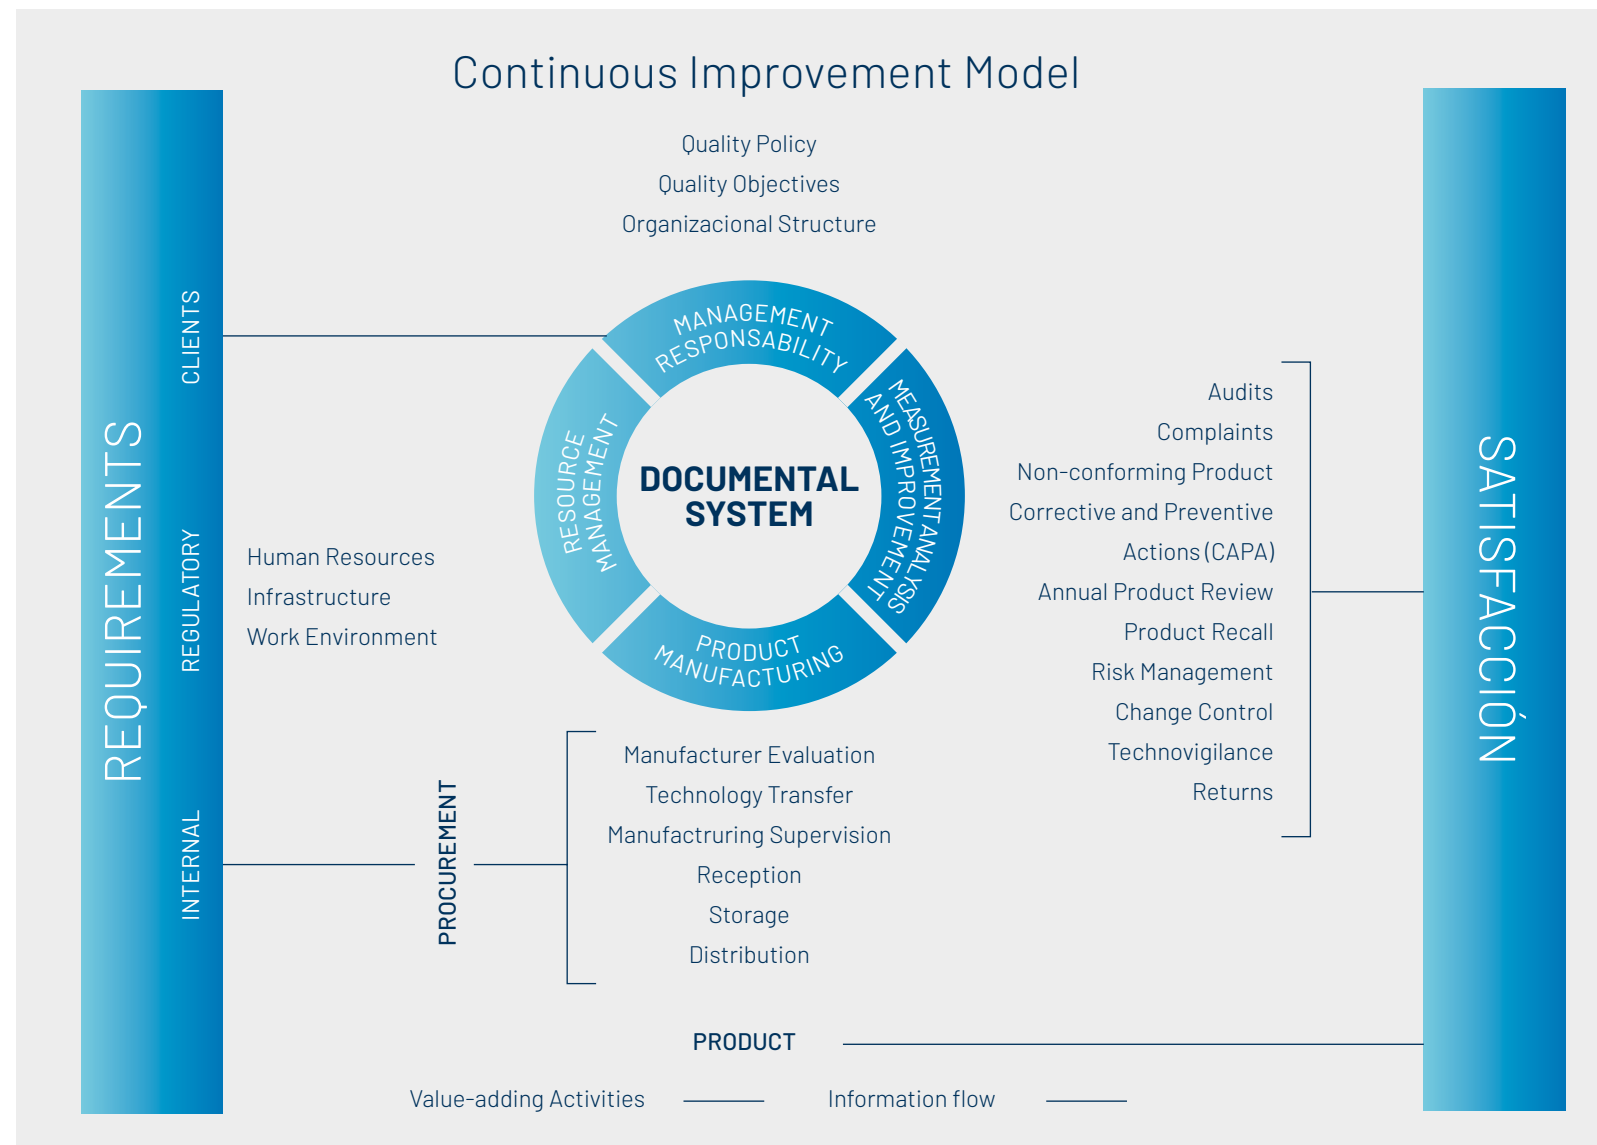 Continuous Improvement Model
Quality Policy
Quality Objectives
Organizacional Structure
REQUIREMENTS
CLIENTS
REGULATORY
INTERNAL
MANAGEMENT
RESPONSABILITY
RESOURCE
MANAGEMENT
DOCUMENTAL
SYSTEM
MEASUREMENT ANALYSIS
AND IMPROVEMENT
PRODUCT
MANUFACTURING
Human Resources
Infrastructure
Work Environment
Audits
Complaints
Non-conforming Product
Corrective and Preventive
Actions (CAPA)
Annual Product Review
Product Recall
Risk Management
Change Control
Technovigilance
Returns
SATISFACCIÓN
PROCUREMENT
Manufacturer Evaluation
Technology Transfer
Manufactruring Supervision
Reception
Storage
Distribution
PRODUCT
Value-adding Activities
Information flow